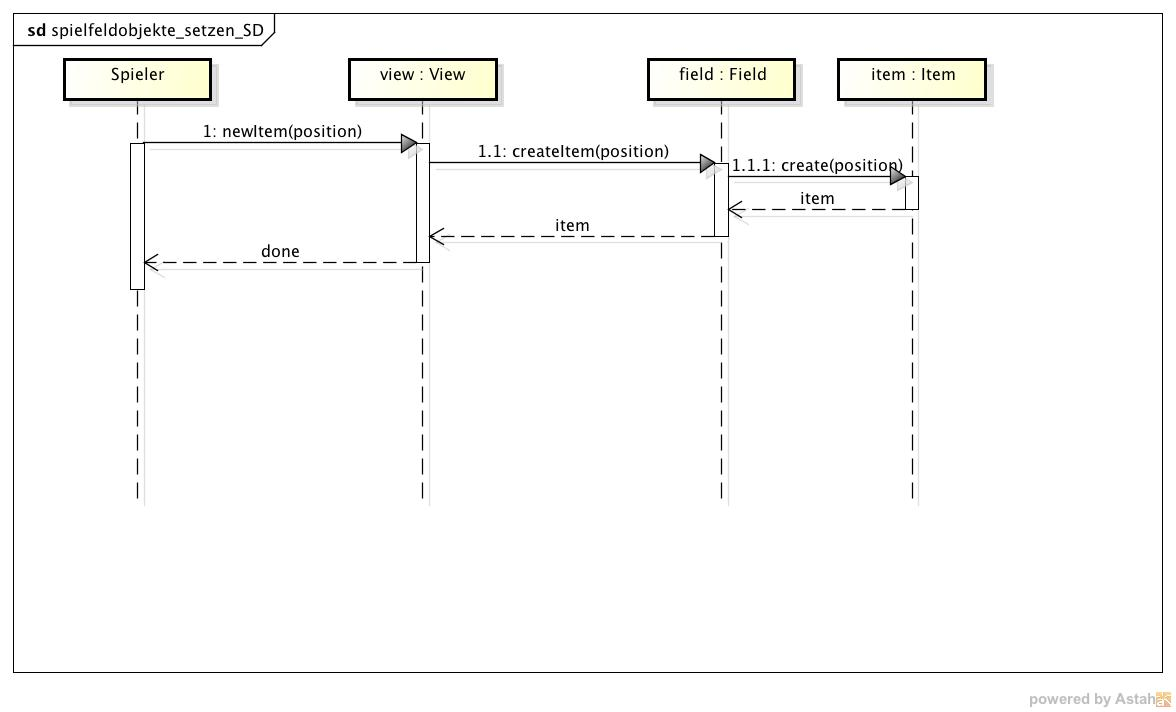 sd spielfeldobjekte_setzen_SD
Spieler
view : View
field : Field
item : Item
1: newItem(position)
1.1: createItem(position)
1.1.1: create(position)
item
item
done
powered by Astah